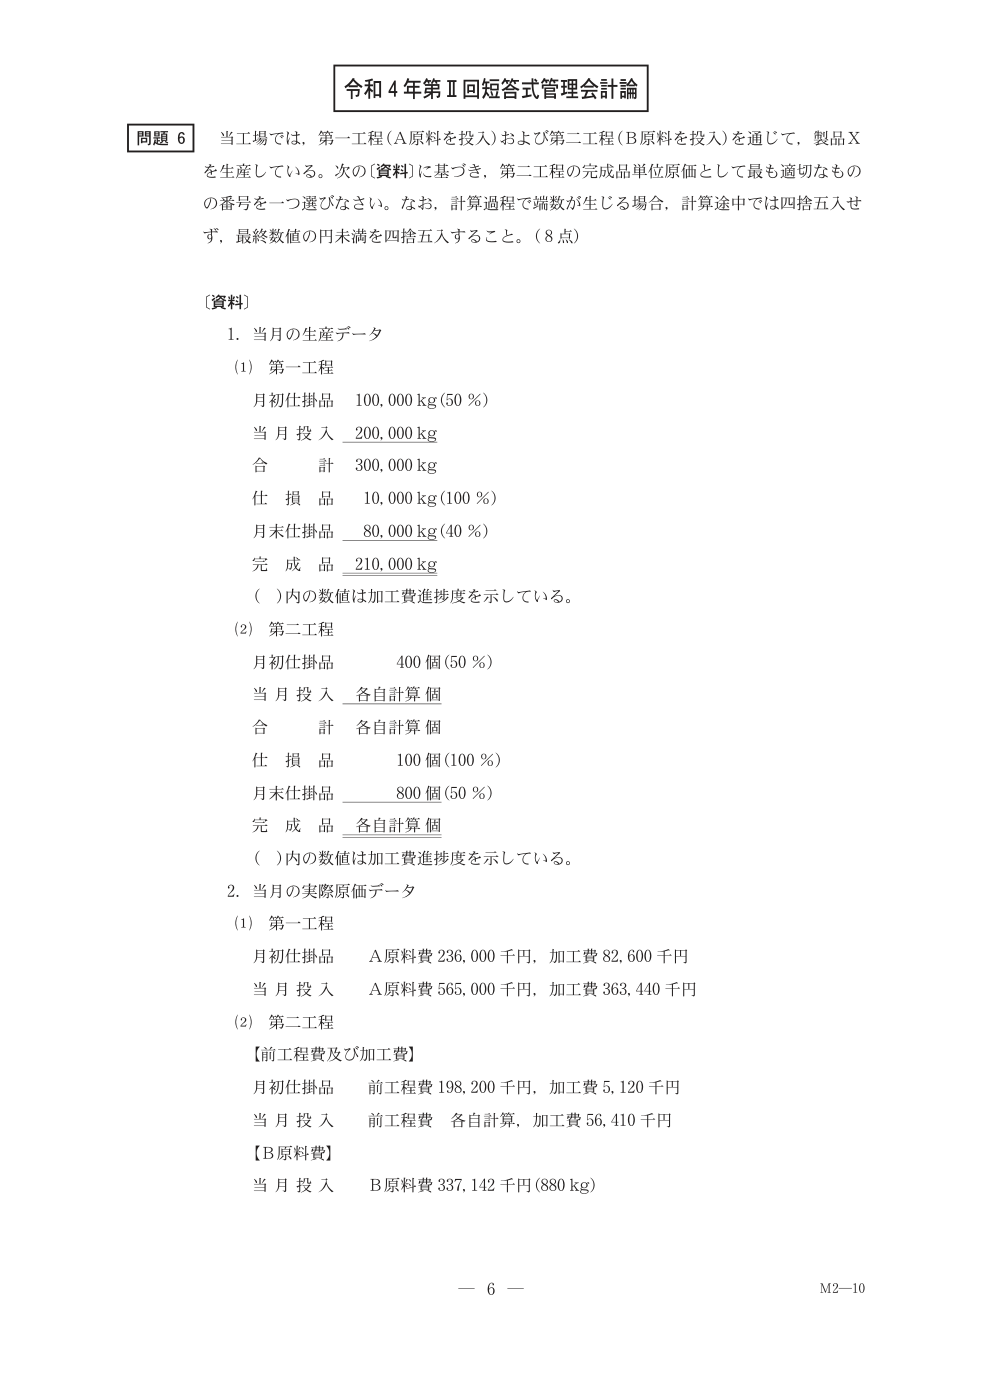 令和4年第Ⅱ回短答式管理会計論
問題 6 当工場では，第一工程(A原料を投入)および第二工程(B原料を投入)を通じて，製品X
を生産している。次の〔資料〕に基づき，第二工程の完成品単位原価として最も適切なもの
の番号を一つ選びなさい。なお，計算過程で端数が生じる場合，計算途中では四捨五入せ
ず，最終数値の円未満を四捨五入すること。(8点)
〔資料〕
1．当月の生産データ
(1) 第一工程
月初仕掛品 100,000 kg(50 %)
当月投入 200,000 kg
合計 300,000 kg
仕損品 10,000 kg(100 %)
月末仕掛品 80,000 kg(40 %)
完成品 210,000 kg
( )内の数値は加工費進捗度を示している。
(2) 第二工程
月初仕掛品 400 個(50 %)
当月投入 各自計算 個
合計 各自計算 個
仕損品 100 個(100 %)
月末仕掛品 800 個(50 %)
完成品 各自計算 個
( )内の数値は加工費進捗度を示している。
2．当月の実際原価データ
(1) 第一工程
月初仕掛品 A原料費 236,000 千円，加工費 82,600 千円
当月投入 A原料費 565,000 千円，加工費 363,440 千円
(2) 第二工程
【前工程費及び加工費】
月初仕掛品 前工程費 198,200 千円，加工費 5,120 千円
当月投入 前工程費 各自計算，加工費 56,410 千円
【B原料費】
当月投入 B原料費 337,142 千円(880 kg)
— 6 —
M2—10